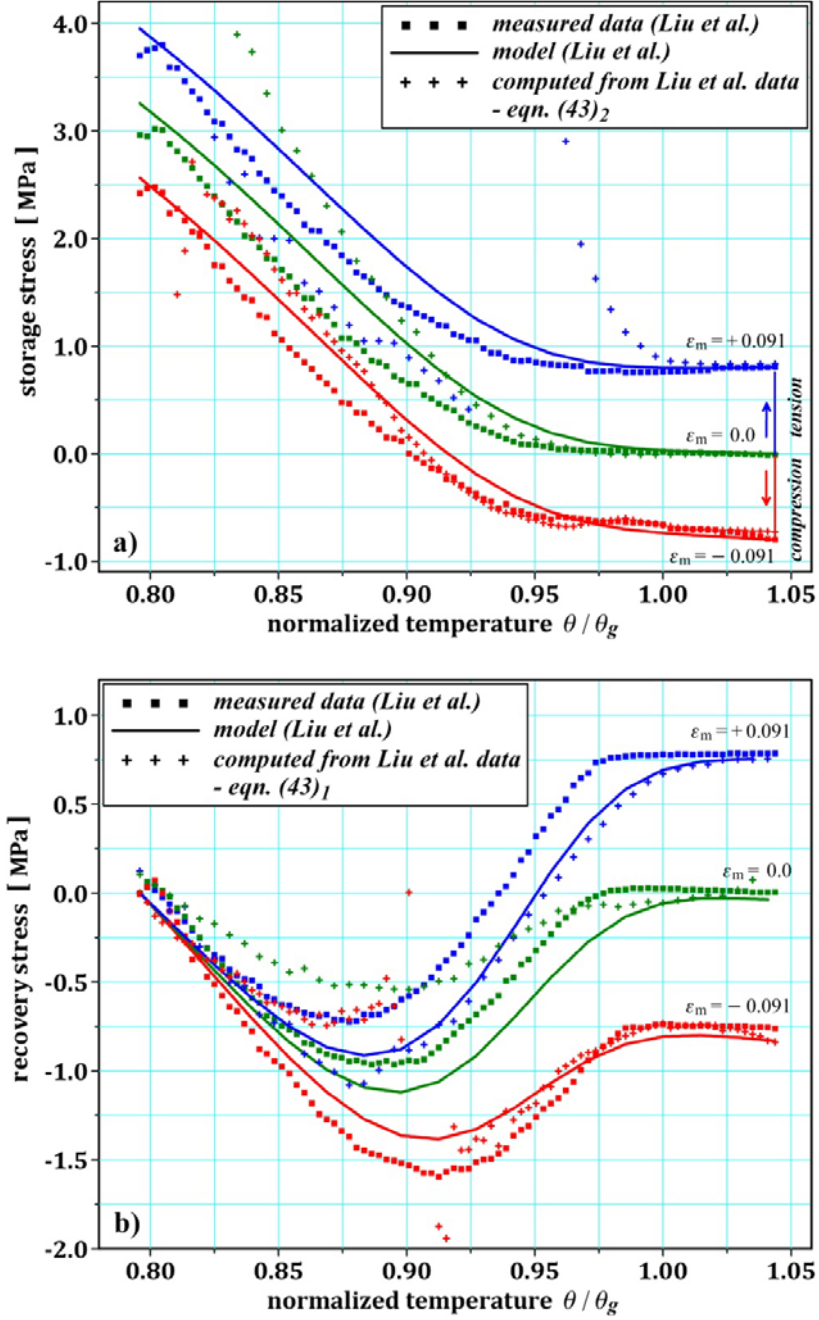 4.0
3.0
2.0
1.0
0.0
-1.0
storage stress [ MPa]
measured data (Liu et al.)
model (Liu et al.)
computed from Liu et al. data
- eqn. (43)2
εm = +0.091
εm = 0.0
εm = − 0.091
tension
compression
a)
0.80 0.85 0.90 0.95 1.00 1.05
normalized temperature θ / θg
1.0
0.5
0.0
-0.5
-1.0
-1.5
-2.0
recovery stress [ MPa]
measured data (Liu et al.)
model (Liu et al.)
computed from Liu et al. data
- eqn. (43)1
εm = + 0.091
εm = 0.0
εm = − 0.091
b)
0.80 0.85 0.90 0.95 1.00 1.05
normalized temperature θ / θg